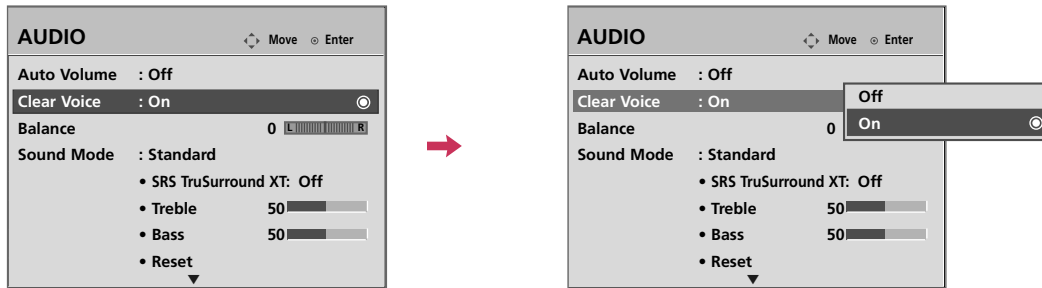 AUDIO Move Enter
Auto Volume : Off
Clear Voice : On
Balance 0 L R
Sound Mode : Standard
• SRS TruSurround XT: Off
• Treble 50
• Bass 50
• Reset
AUDIO Move Enter
Auto Volume : Off
Clear Voice : On
Balance 0
Sound Mode : Standard
• SRS TruSurround XT: Off
• Treble 50
• Bass 50
• Reset
Off
On